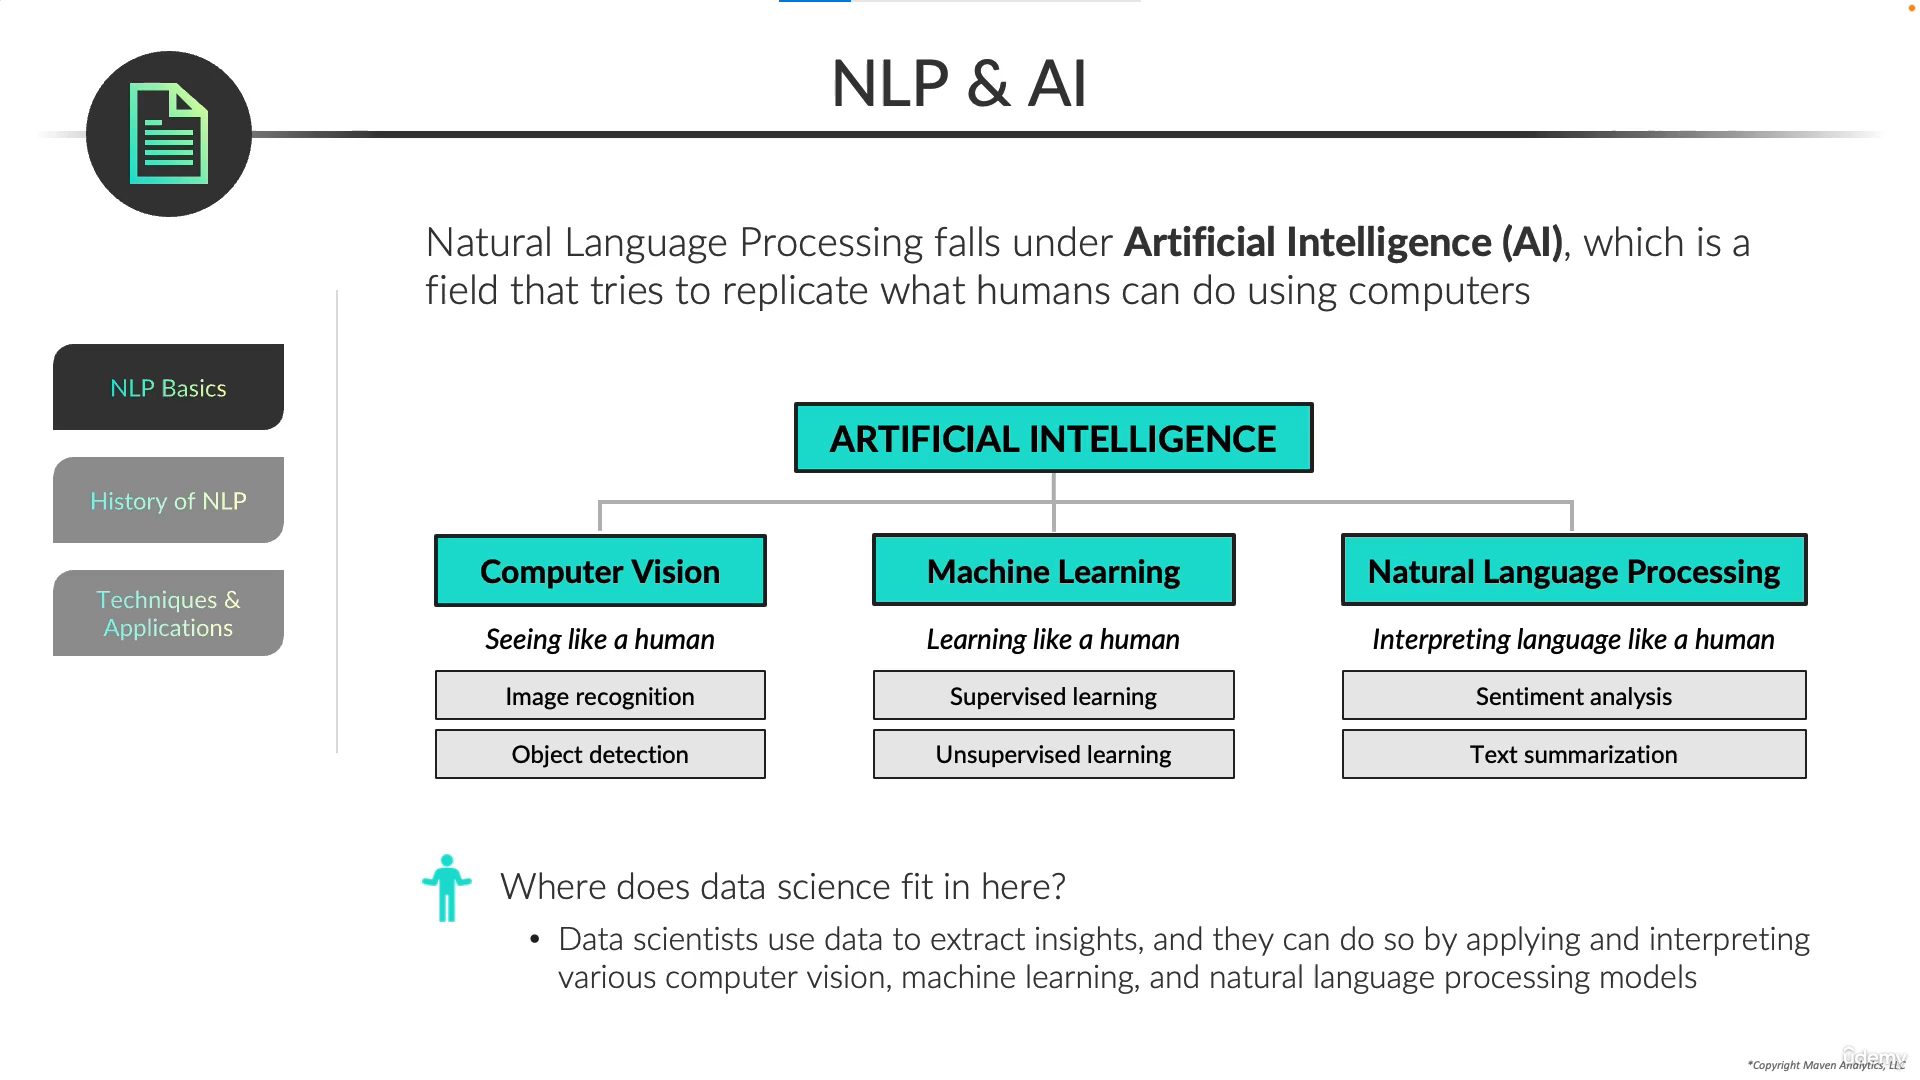 NLP & AI
Natural Language Processing falls under Artificial Intelligence (AI), which is a
field that tries to replicate what humans can do using computers
NLP Basics
History of NLP
Techniques &
Applications
ARTIFICIAL INTELLIGENCE
Computer Vision
Machine Learning
Natural Language Processing
Seeing like a human
Learning like a human
Interpreting language like a human
Image recognition
Supervised learning
Sentiment analysis
Object detection
Unsupervised learning
Text summarization
Where does data science fit in here?
• Data scientists use data to extract insights, and they can do so by applying and interpreting
various computer vision, machine learning, and natural language processing models
*Copyright Maven Analytics, LLC
ûdemy